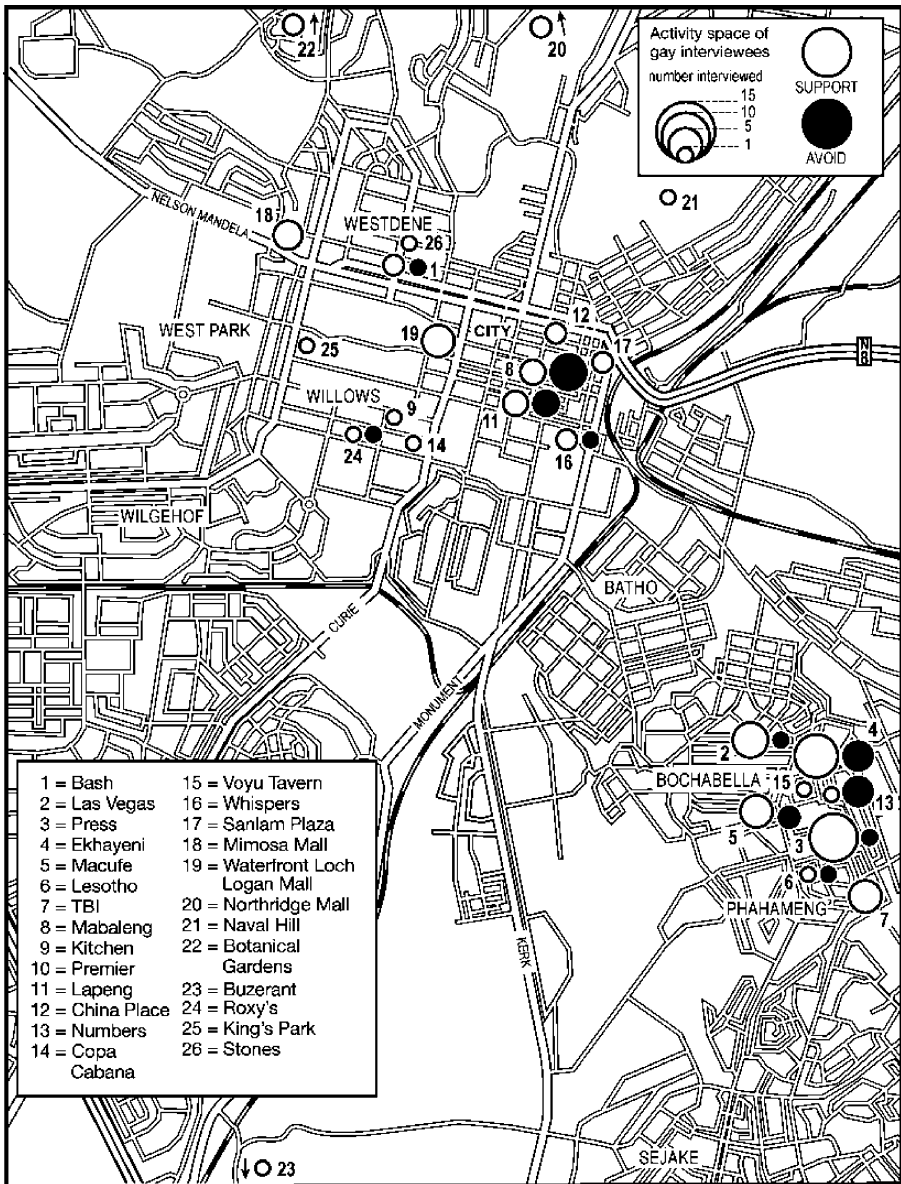 22
20
Activity space of
gay interviewees
number interviewed
15
10
5
1
SUPPORT
AVOID
21
NELSON MANDELA
18
WESTDENE
26
1
12
19
CITY
17
N
8
WEST PARK
25
8
WILLOWS
9
11
24
14
16
WILGEHOF
BATHO
CURIE
MONUMENT
2
4
BOCHABELLA
15
13
5
3
6
PHAHAMENG
7
1 = Bash
2 = Las Vegas
3 = Press
4 = Ekhayeni
5 = Macufe
6 = Lesotho
7 = TBI
8 = Mabaleng
9 = Kitchen
10 = Premier
11 = Lapeng
12 = China Place
13 = Numbers
14 = Copa
Cabana
15 = Voyu Tavern
16 = Whispers
17 = Sanlam Plaza
18 = Mimosa Mall
19 = Waterfront Loch
Logan Mall
20 = Northridge Mall
21 = Naval Hill
22 = Botanical
Gardens
23 = Buzerant
24 = Roxy's
25 = King's Park
26 = Stones
KERK
SEJAKE
23